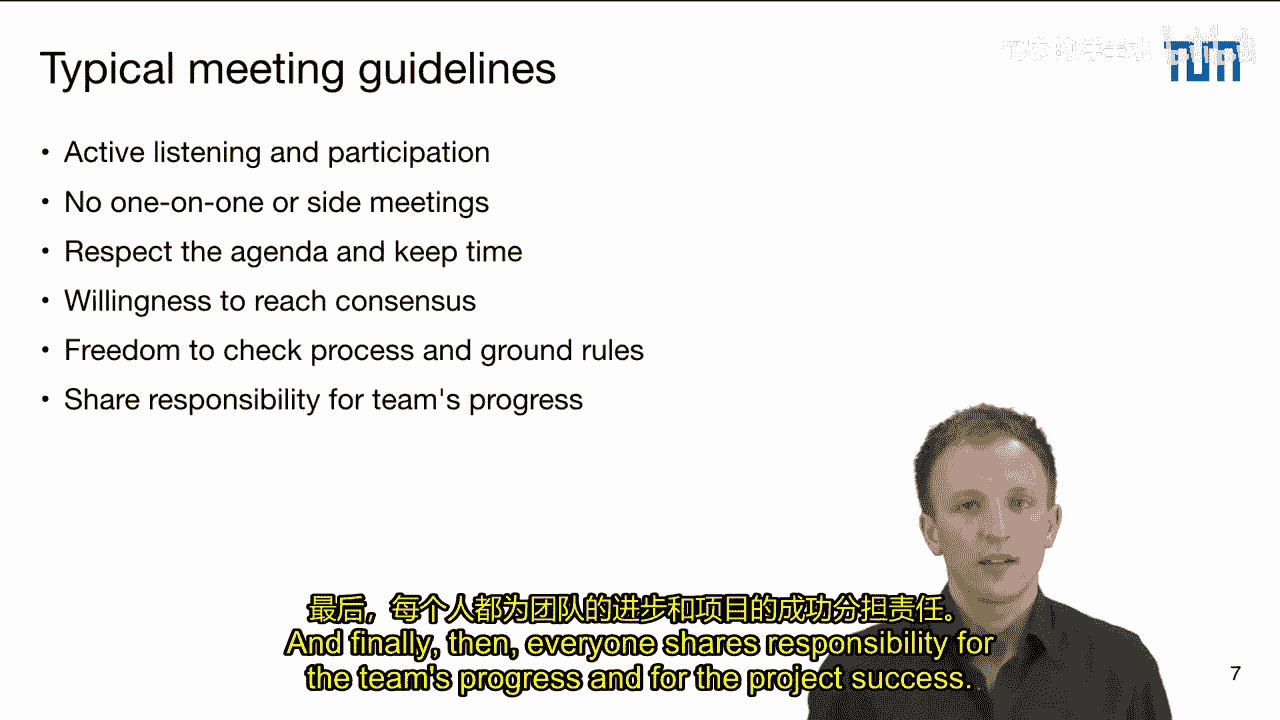 Typical meeting guidelines
• Active listening and participation
• No one-on-one or side meetings
• Respect the agenda and keep time
• Willingness to reach consensus
• Freedom to check process and ground rules
• Share responsibility for team's progress
最后，每个人都为团队的进步和项目的成功分担责任。
And finally, then, everyone shares responsibility for
the team's progress and for the project success.
7